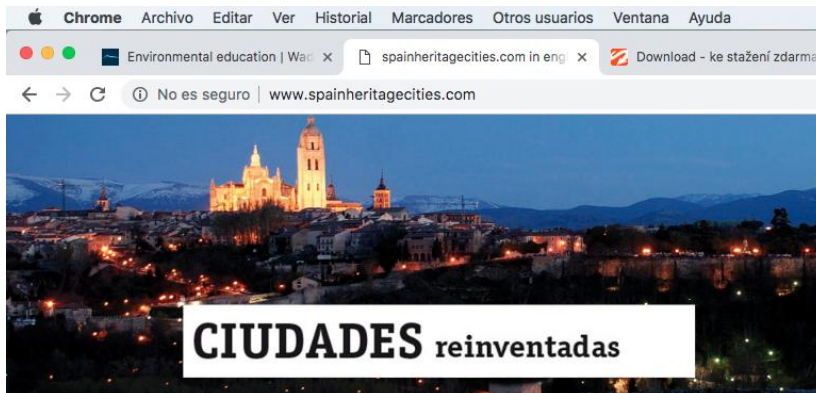 Chrome Archivo Editar Ver Historial Marcadores Otros usuarios Ventana Ayuda
Environmental education | Wad spainheritagecities.com in eng Download - ke stažení zdarma
No es seguro | www.spainheritagecities.com
CIUDADES reinventadas